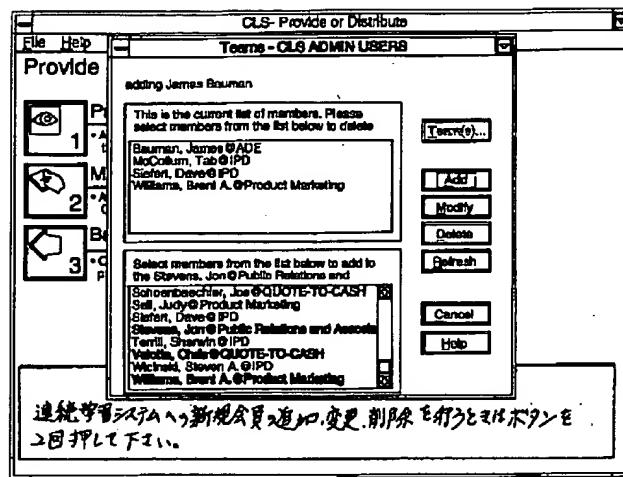 CLS- Provide or Distribute
File Help
Teams - CLS ADMIN USERS
Provide
adding James Bauman
This is the current list of members. Please
select members from the list below to delete
Bauman, James@ADE
McCollum, Tab@IPD
Siefert, Dave@IPD
Williams, Brent A.@Product Marketing
Team(s)...
Add
Modify
Delete
Refresh
Cancel
Help
1
2
3
Select members from the list below to add to
the Stevens, Jon@Public Relations and
Schoenbaechler, Joe@QUOTE-TO-CASH
Sell, Judy@Product Marketing
Siefert, Dave@IPD
Stevens, Jon@Public Relations and Associa
Terrill, Sherwin@IPD
Velotta, Chris@QUOTE-TO-CASH
Wicinski, Steven A.@IPD
Williams, Brent A.@Product Marketing
連続学習システムへの新規会員の追加、変更、削除を行うときはボタンを
2回押して下さい。